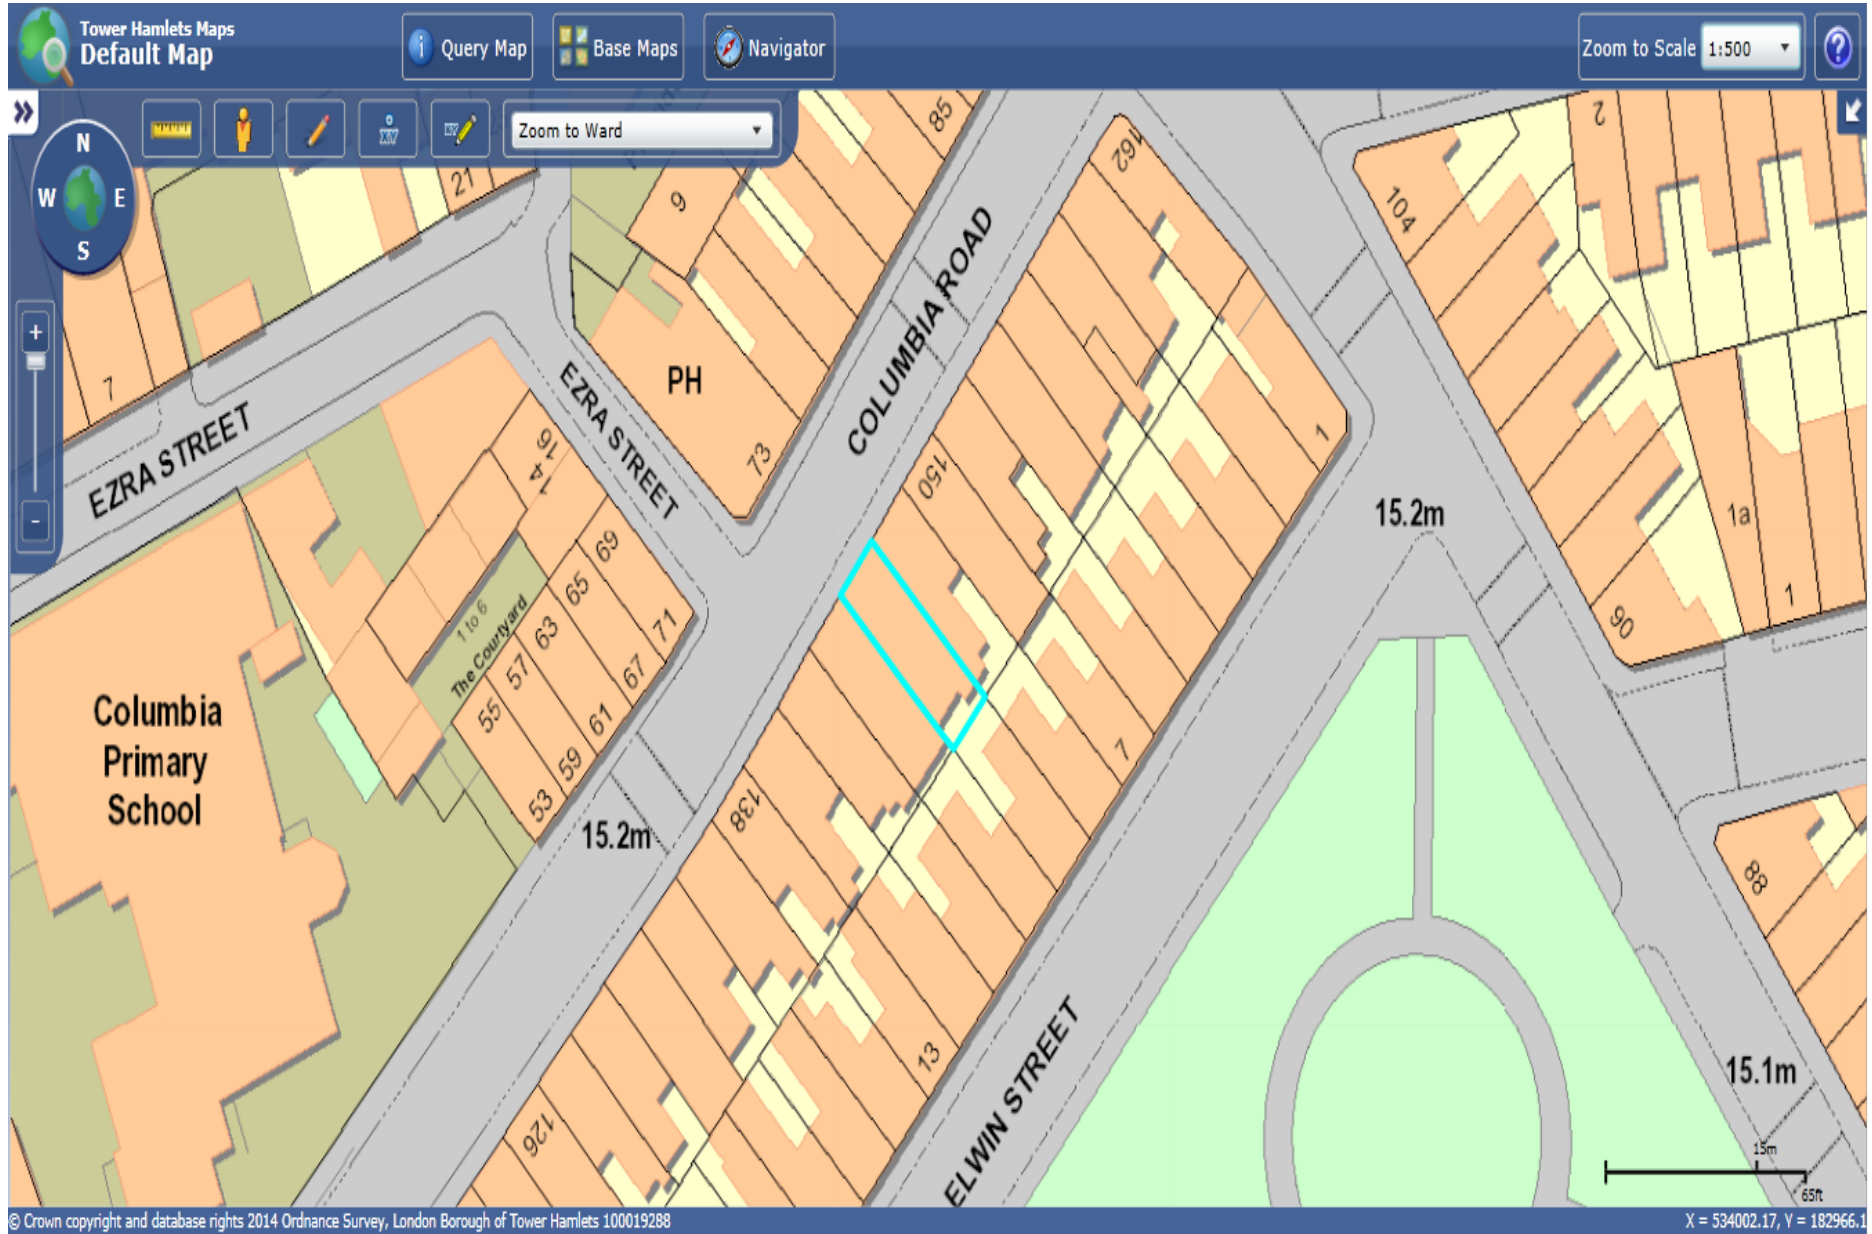 Tower Hamlets Maps
Default Map
Query Map
Base Maps
Navigator
Zoom to Scale
1:500
Zoom to Ward
N
W
E
S
+
-
21
9
85
162
2
104
7
EZRA STREET
EZRA STREET
PH
73
COLUMBIA ROAD
150
1
15.2m
1a
1
90
16
14
69
65
63
57
55
71
67
61
59
53
1 to 6
The Courtyard
Columbia
Primary
School
15.2m
138
7
13
126
ELWIN STREET
88
15.1m
15m
65ft
© Crown copyright and database rights 2014 Ordnance Survey, London Borough of Tower Hamlets 100019288
X = 534002.17, Y = 182966.1